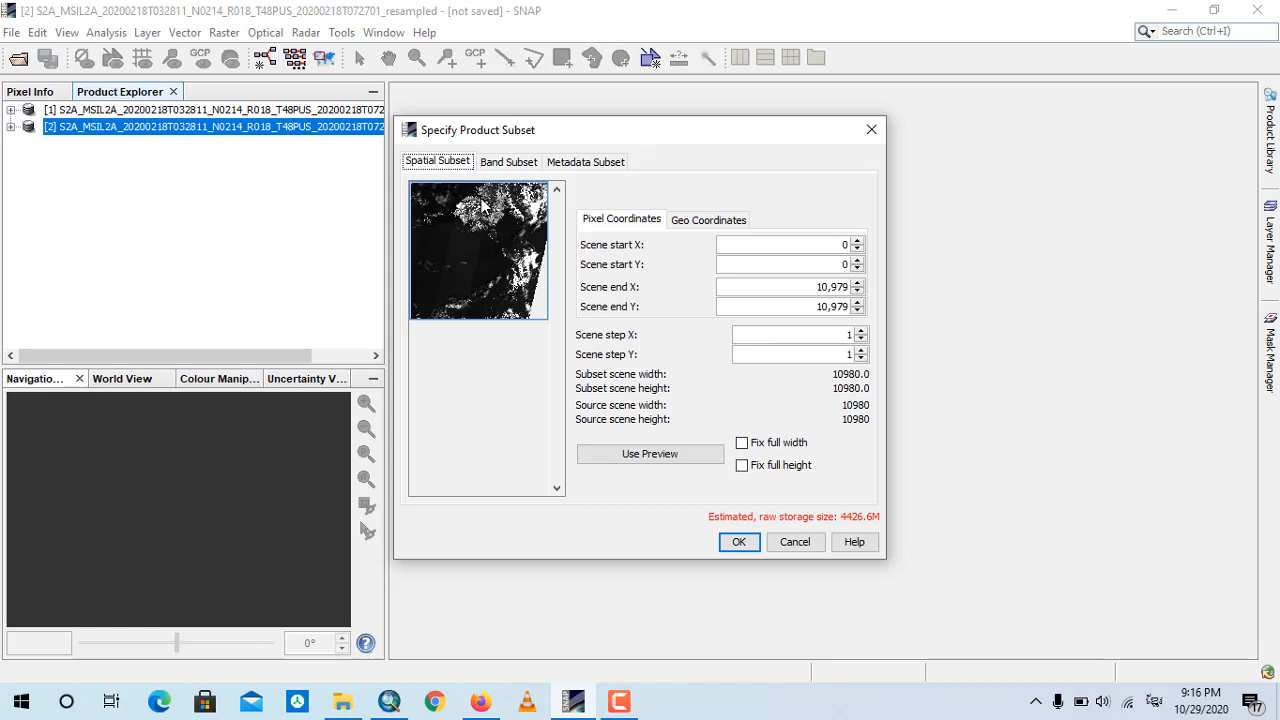 [2] S2A_MSIL2A_20200218T032811_N0214_R018_T48PUS_20200218T072701_resampled - [not saved] - SNAP
File Edit View Analysis Layer Vector Raster Optical Radar Tools Window Help
Search (Ctrl+I)
GCP GCP
Pixel Info Product Explorer
[1] S2A_MSIL2A_20200218T032811_N0214_R018_T48PUS_20200218T072
[2] S2A_MSIL2A_20200218T032811_N0214_R018_T48PUS_20200218T072
Specify Product Subset
Spatial Subset Band Subset Metadata Subset
Pixel Coordinates Geo Coordinates
Scene start X: 0
Scene start Y: 0
Scene end X: 10,979
Scene end Y: 10,979
Scene step X: 1
Scene step Y: 1
Subset scene width: 10980.0
Subset scene height: 10980.0
Source scene width: 10980
Source scene height: 10980
Use Preview
Fix full width
Fix full height
Estimated, raw storage size: 4426.6M
OK Cancel Help
Navigatio... World View Colour Manip... Uncertainty V...
0°
Product Library
Layer Manager
Mask Manager
SNAP
9:16 PM
10/29/2020
17